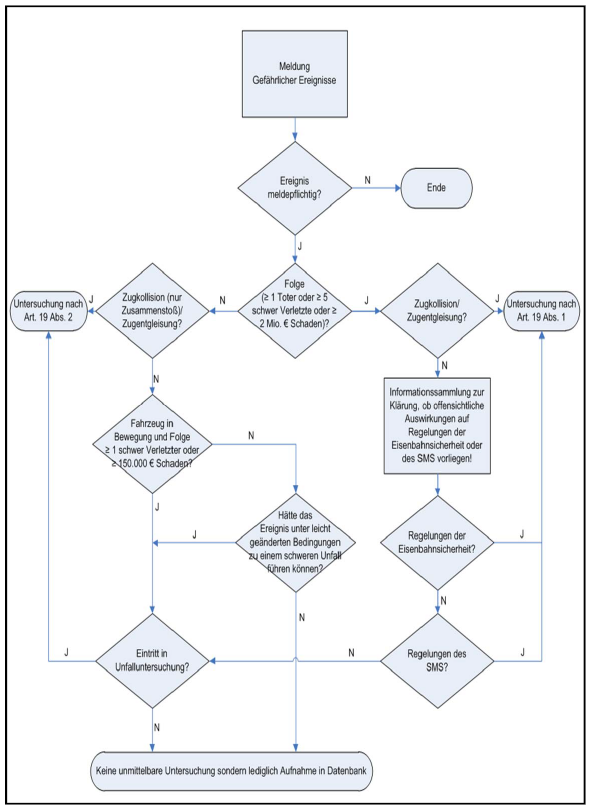 Meldung
Gefährlicher Ereignisse
Ereignis
meldepflichtig?
N
Ende
J
Untersuchung nach
Art. 19 Abs. 2
J
Zugkollision (nur
Zusammenstoß)/
Zugentgleisung?
N
Folge
(≥ 1 Toter oder ≥ 5
schwer Verletzte oder ≥
2 Mio. € Schaden)?
J
Zugkollision/
Zugentgleisung?
J
Untersuchung nach
Art. 19 Abs. 1
N
N
Informationssammlung zur
Klärung, ob offensichtliche
Auswirkungen auf
Regelungen der
Eisenbahnsicherheit oder
des SMS vorliegen!
Fahrzeug in
Bewegung und Folge
≥ 1 schwer Verletzter oder
≥ 150.000 € Schaden?
N
J
Hätte das
Ereignis unter leicht
geänderten Bedingungen
zu einem schweren Unfall
führen können?
J
Regelungen der
Eisenbahnsicherheit?
J
N
N
Eintritt in
Unfalluntersuchung?
J
N
Regelungen des
SMS?
J
N
Keine unmittelbare Untersuchung sondern lediglich Aufnahme in Datenbank